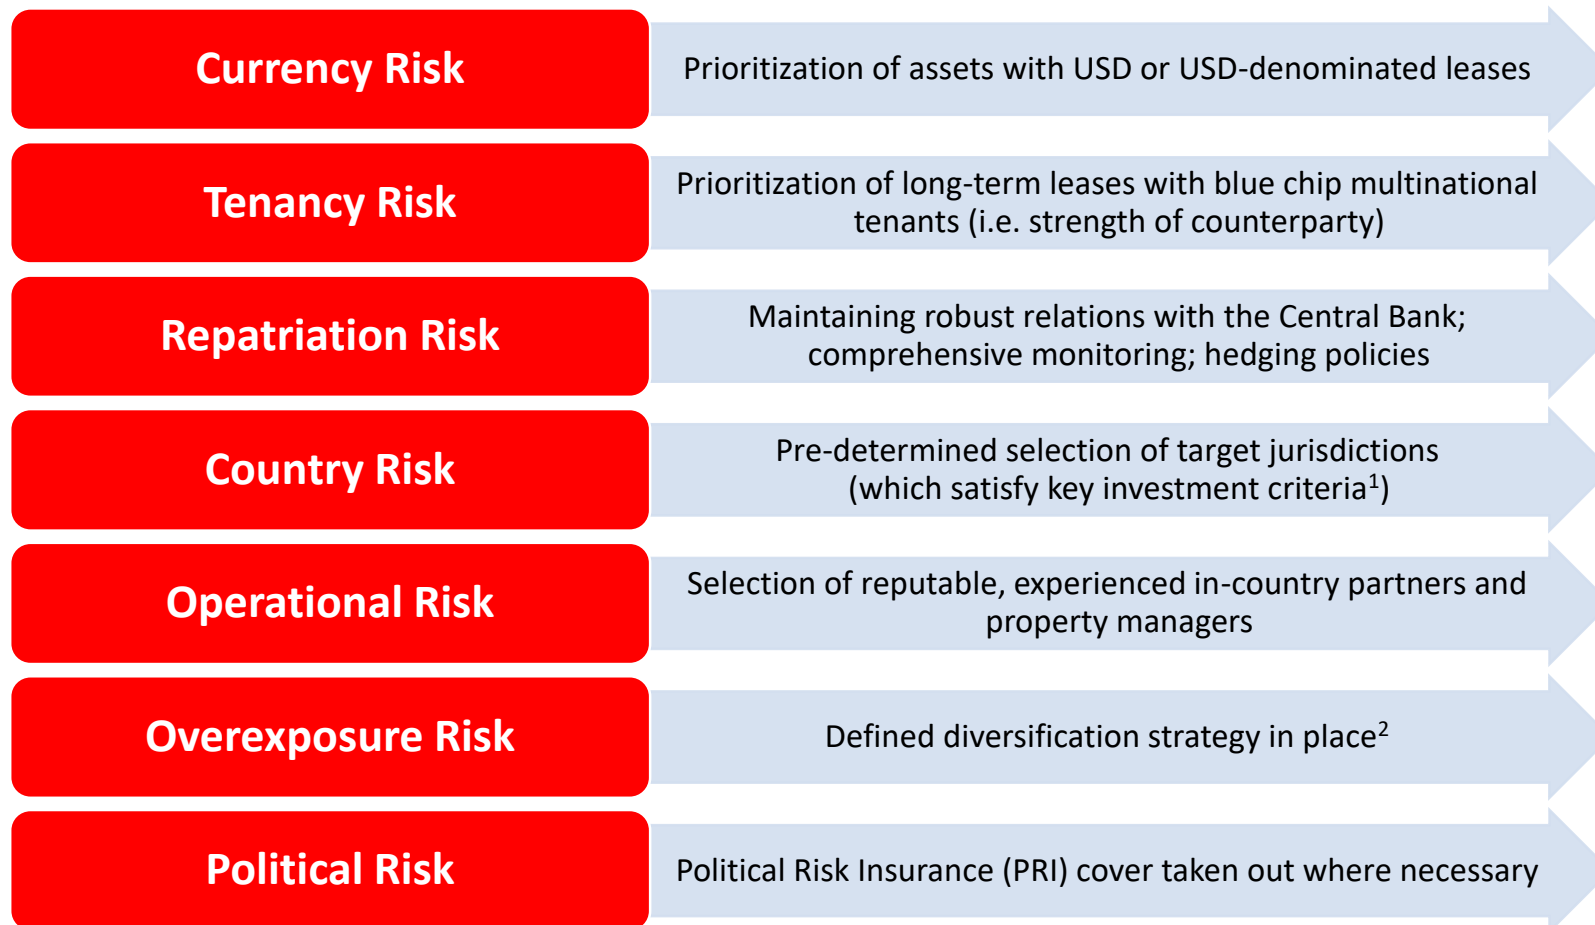 Currency Risk
Prioritization of assets with USD or USD-denominated leases
Tenancy Risk
Prioritization of long-term leases with blue chip multinational
tenants (i.e. strength of counterparty)
Repatriation Risk
Maintaining robust relations with the Central Bank;
comprehensive monitoring; hedging policies
Country Risk
Pre-determined selection of target jurisdictions
(which satisfy key investment criteria¹)
Operational Risk
Selection of reputable, experienced in-country partners and
property managers
Overexposure Risk
Defined diversification strategy in place²
Political Risk
Political Risk Insurance (PRI) cover taken out where necessary